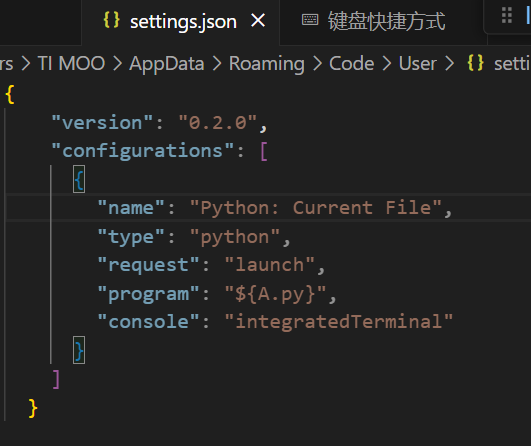 {} settings.json ×
键盘快捷方式
rs > TI MOO > AppData > Roaming > Code > User > {} setti
{
"version": "0.2.0",
"configurations": [
{
"name": "Python: Current File",
"type": "python",
"request": "launch",
"program": "${A.py}",
"console": "integratedTerminal"
}
]
}